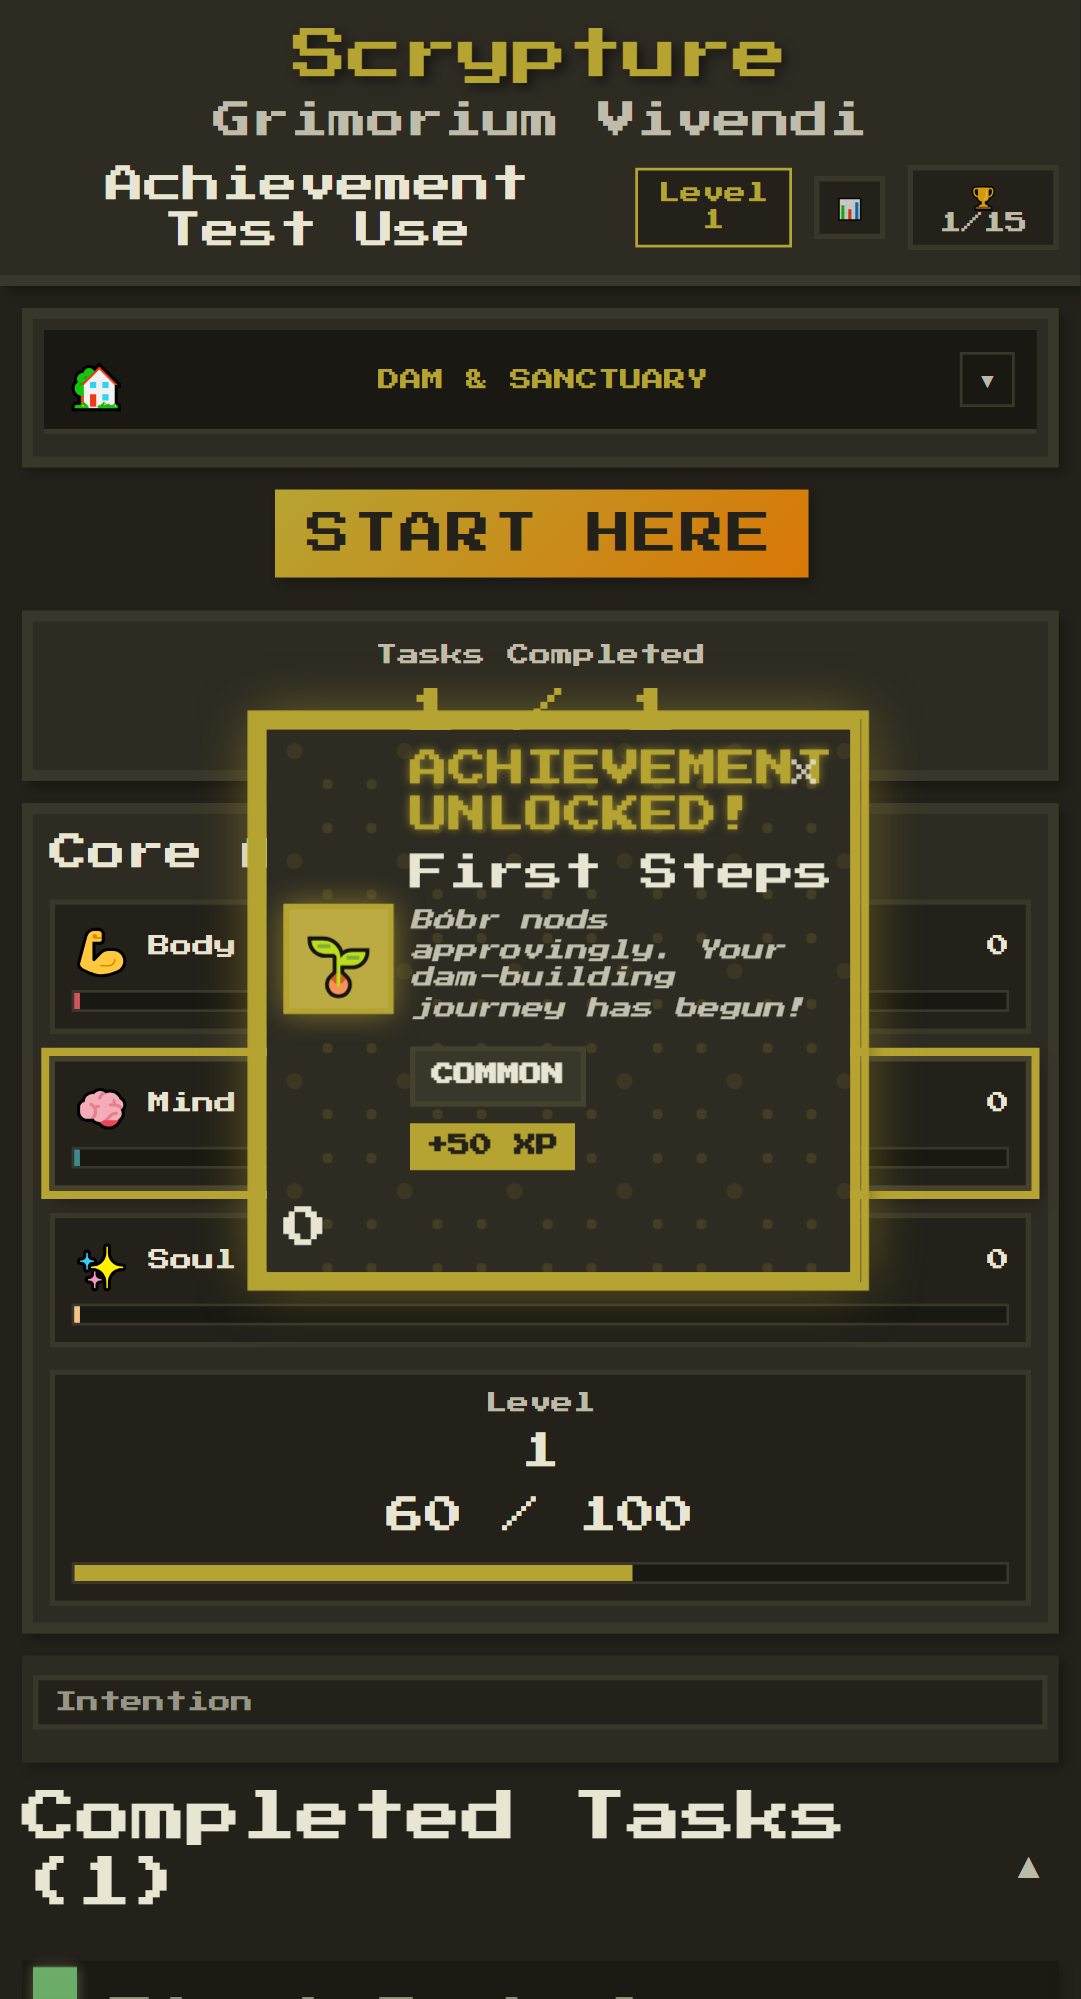 Scrypture
Grimorium Vivendi
Achievement
Test Use
Level
1
1/15
DAM & SANCTUARY
▼
START HERE
Tasks Completed
1 / 1
ACHIEVEMENT
x
UNLOCKED!
First Steps
Bóbr nods
approvingly. Your
dam-building
journey has begun!
COMMON
+50 XP
0
Core
Body
0
Mind
0
Soul
0
Level
1
60 / 100
Intention
Completed Tasks
(1)
▲